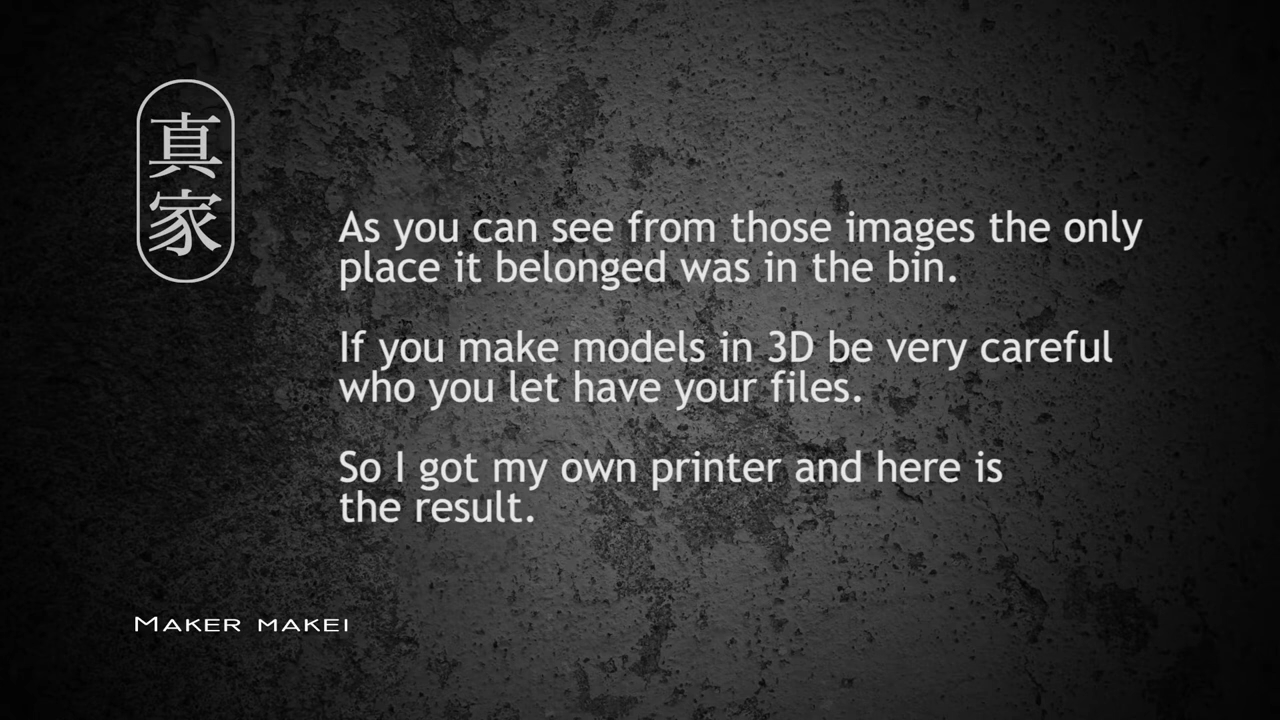 真家
As you can see from those images the only
place it belonged was in the bin.
If you make models in 3D be very careful
who you let have your files.
So I got my own printer and here is
the result.
Maker makei